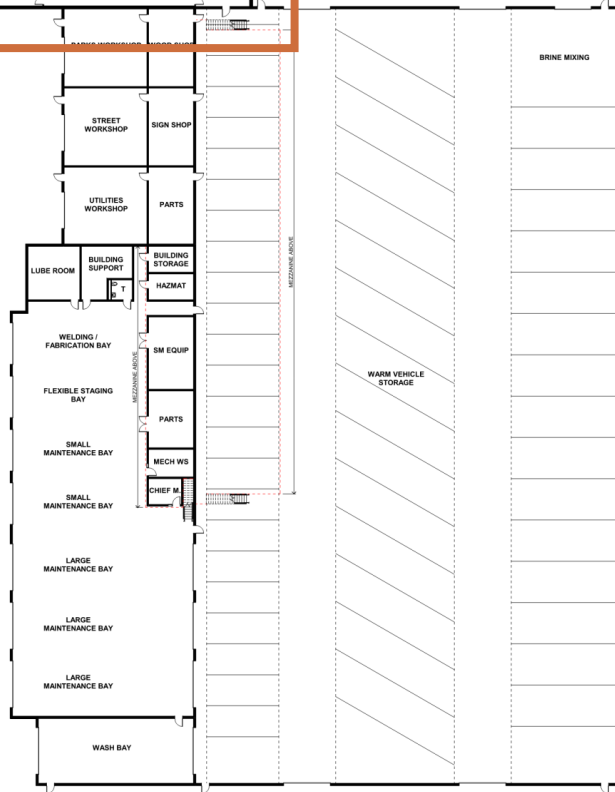 BRINE MIXING
STREET
WORKSHOP
SIGN SHOP
UTILITIES
WORKSHOP
PARTS
LUBE ROOM
BUILDING
SUPPORT
T
BUILDING
STORAGE
HAZMAT
MEZZANINE ABOVE
WELDING /
FABRICATION BAY
SM EQUIP
MEZZANINE ABOVE
FLEXIBLE STAGING
BAY
WARM VEHICLE
STORAGE
PARTS
SMALL
MAINTENANCE BAY
MECH WS
CHIEF M.
SMALL
MAINTENANCE BAY
LARGE
MAINTENANCE BAY
LARGE
MAINTENANCE BAY
LARGE
MAINTENANCE BAY
WASH BAY